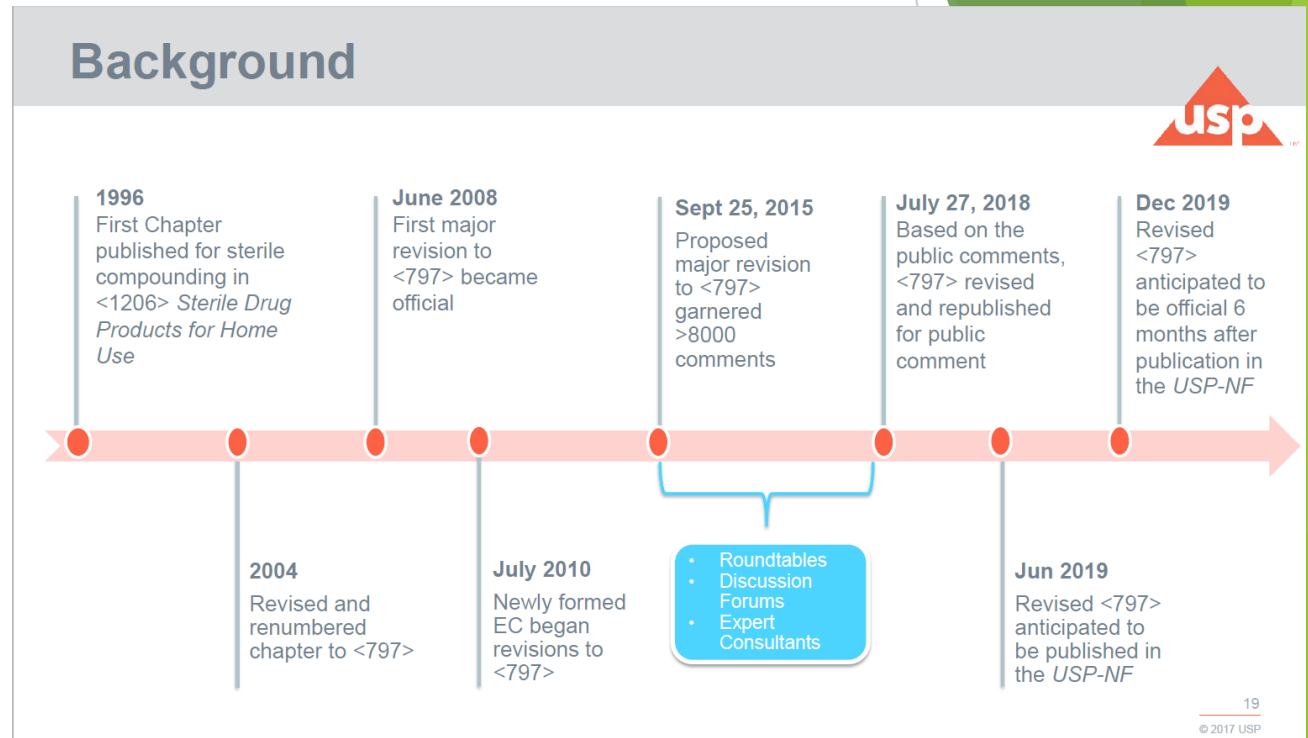 Background
usp
1996
First Chapter
published for sterile
compounding in
<1206> Sterile Drug
Products for Home
Use
June 2008
First major
revision to
<797> became
official
Sept 25, 2015
Proposed
major revision
to <797>
garnered
>8000
comments
July 27, 2018
Based on the
public comments,
<797> revised
and republished
for public
comment
Dec 2019
Revised
<797>
anticipated to
be official 6
months after
publication in
the USP-NF
2004
Revised and
renumbered
chapter to <797>
July 2010
Newly formed
EC began
revisions to
<797>
• Roundtables
• Discussion
Forums
• Expert
Consultants
Jun 2019
Revised <797>
anticipated to
be published in
the USP-NF
19
© 2017 USP